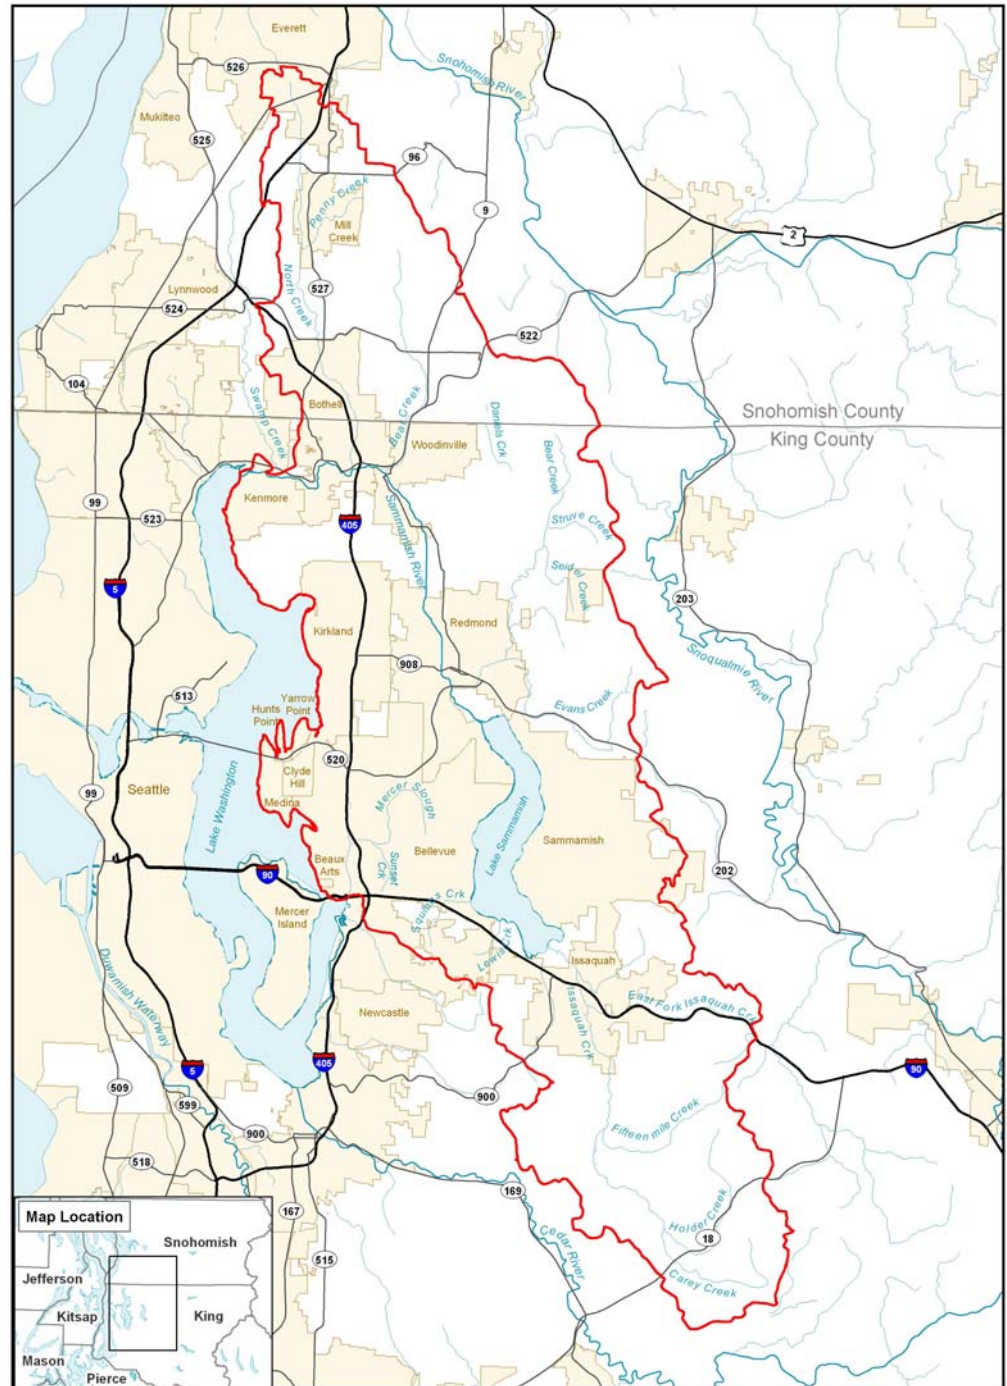 Everett
526
Snohomish River
Mukilteo
525
96
Penny Creek
9
Mill
Creek
2
North Creek
527
Lynnwood
524
522
104
Swamp Creek
Bothell
Bear Creek
Daniels Crk
Snohomish County
King County
Woodinville
Bear Creek
99
Kenmore
Sammamish River
523
405
Struve Creek
Seidel Creek
5
203
Kirkland
Redmond
908
Snoqualmie River
513
Yarrow
Point
Hunts
Point
Evans Creek
520
Clyde
Hill
Seattle
99
Lake Washington
Medina
Mercer Slough
Lake Sammamish
Sammamish
Bellevue
Beaux
Arts
Sunset
Crk
90
202
Mercer
Island
Squibbs Crk
Lewis Crk
Issaquah
Duwamish Waterway
Issaquah Crk
East Fork Issaquah Crk
Newcastle
405
5
90
509
599
900
Fifteen mile Creek
900
518
169
Holder Creek
167
18
Cedar River
515
Carey Creek
Map Location
Snohomish
Jefferson
Kitsap
King
Mason
Pierce